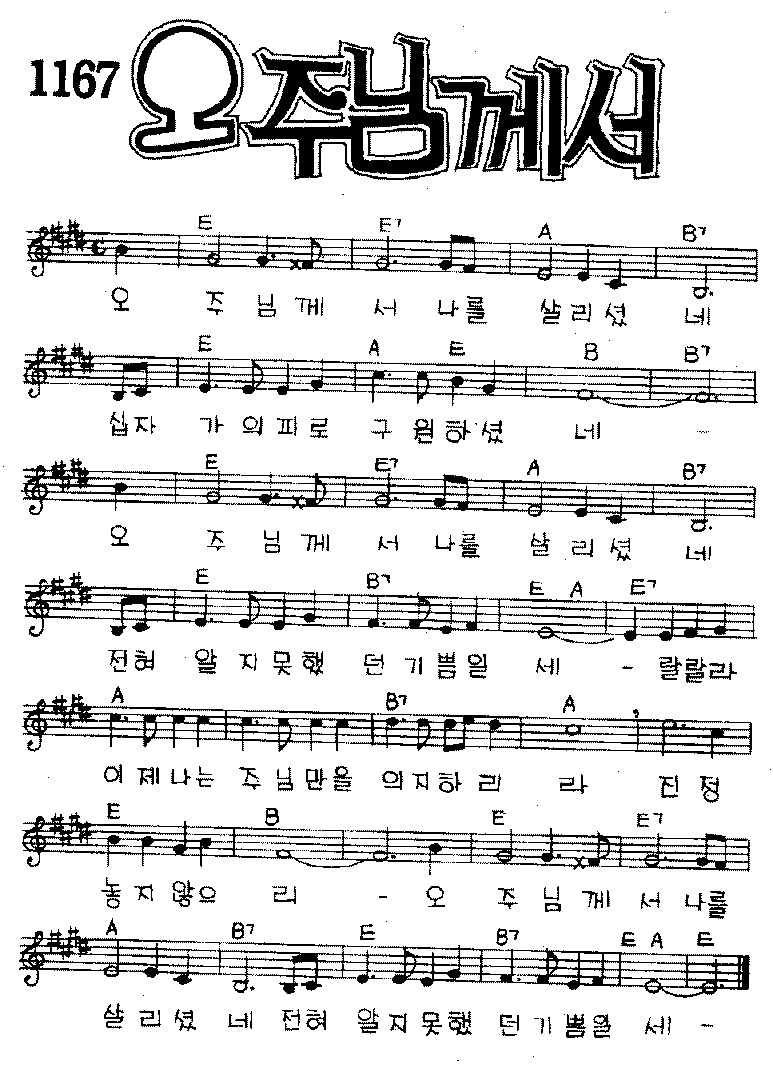 1167 오 주님께서
E E7 A B7
오 주 님 께 서 나를 살 리 셨 네
E A E B B7
십자 가 의 피 로 구 원 하 셨 네 -
E E7 A B7
오 주 님 께 서 나를 살 리 셨 네
E B7 E A E7
전혀 알 지 못 했 던 기 쁨 일 세 - 랄랄라
A B7 A
이 제 나 는 주 님 만 을 의 지 하 리 라 진 정
E B E E7
놓 지 않 으 리 - 오 주 님 께 서 나를
A B7 E B7 E A E
살 리 셨 네 전혀 알 지 못 했 던 기 쁨 일 세 -